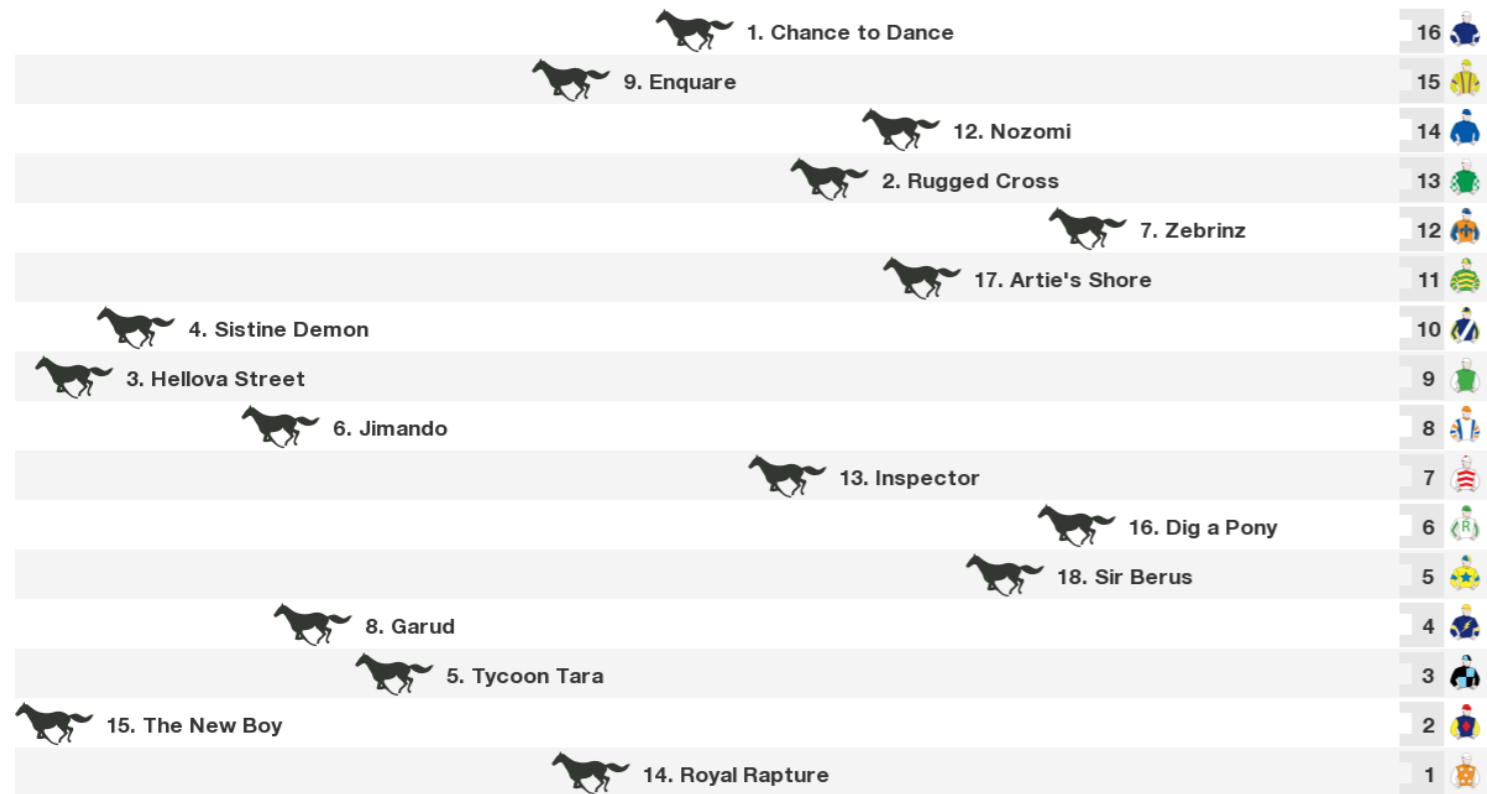 1. Chance to Dance 16
9. Enquare 15
12. Nozomi 14
2. Rugged Cross 13
7. Zebrinz 12
17. Artie's Shore 11
4. Sistine Demon 10
3. Hellova Street 9
6. Jimando 8
13. Inspector 7
16. Dig a Pony 6 R
18. Sir Berus 5
8. Garud 4
5. Tycoon Tara 3
15. The New Boy 2
14. Royal Rapture 1